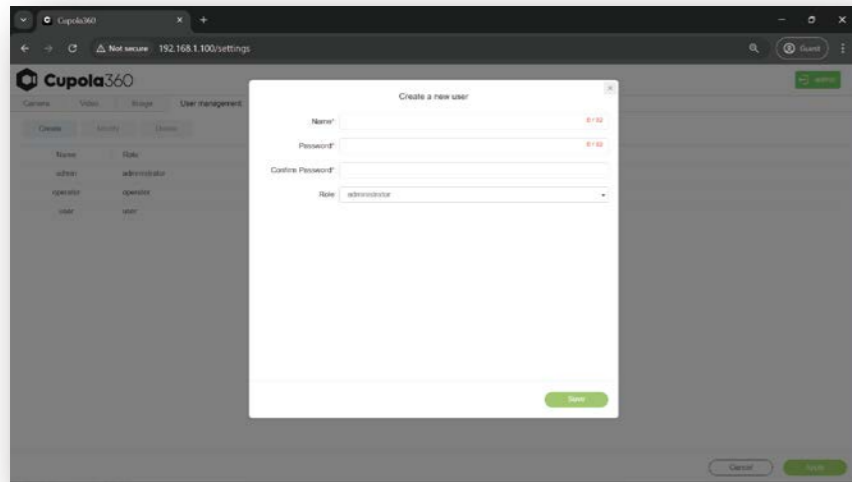 Cupola360
Not secure 192.168.1.100/settings
Guest
Cupola360
admin
Camera Video Image User management
Create Modify Delete
Name Role
admin administrator
operator operator
user user
Create a new user
Name* 0 / 32
Password* 0 / 32
Confirm Password*
Role administrator
Save
Cancel Apply